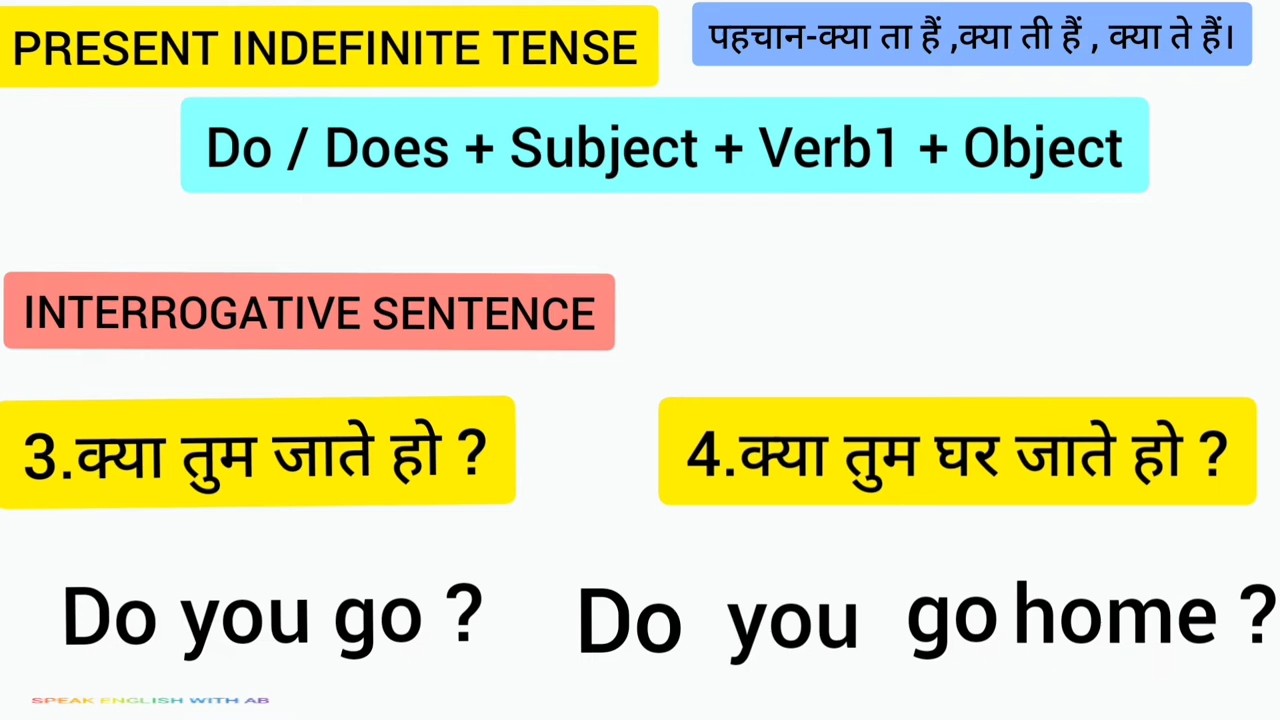 PRESENT INDEFINITE TENSE
पहचान-क्या ता हैं ,क्या ती हैं , क्या ते हैं।
Do / Does + Subject + Verb1 + Object
INTERROGATIVE SENTENCE
3.क्या तुम जाते हो ?
4.क्या तुम घर जाते हो ?
Do you go ?
Do you go home ?
SPEAK ENGLISH WITH AB